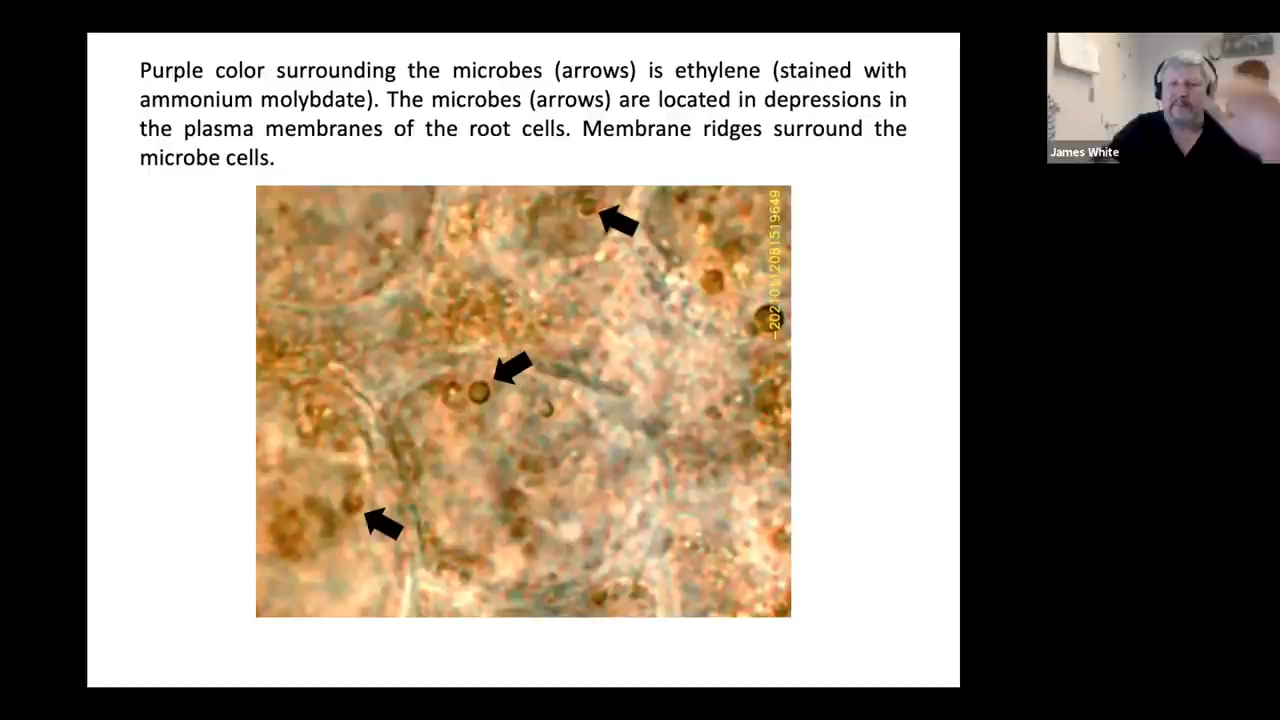 Purple color surrounding the microbes (arrows) is ethylene (stained with
ammonium molybdate). The microbes (arrows) are located in depressions in
the plasma membranes of the root cells. Membrane ridges surround the
microbe cells.
James White